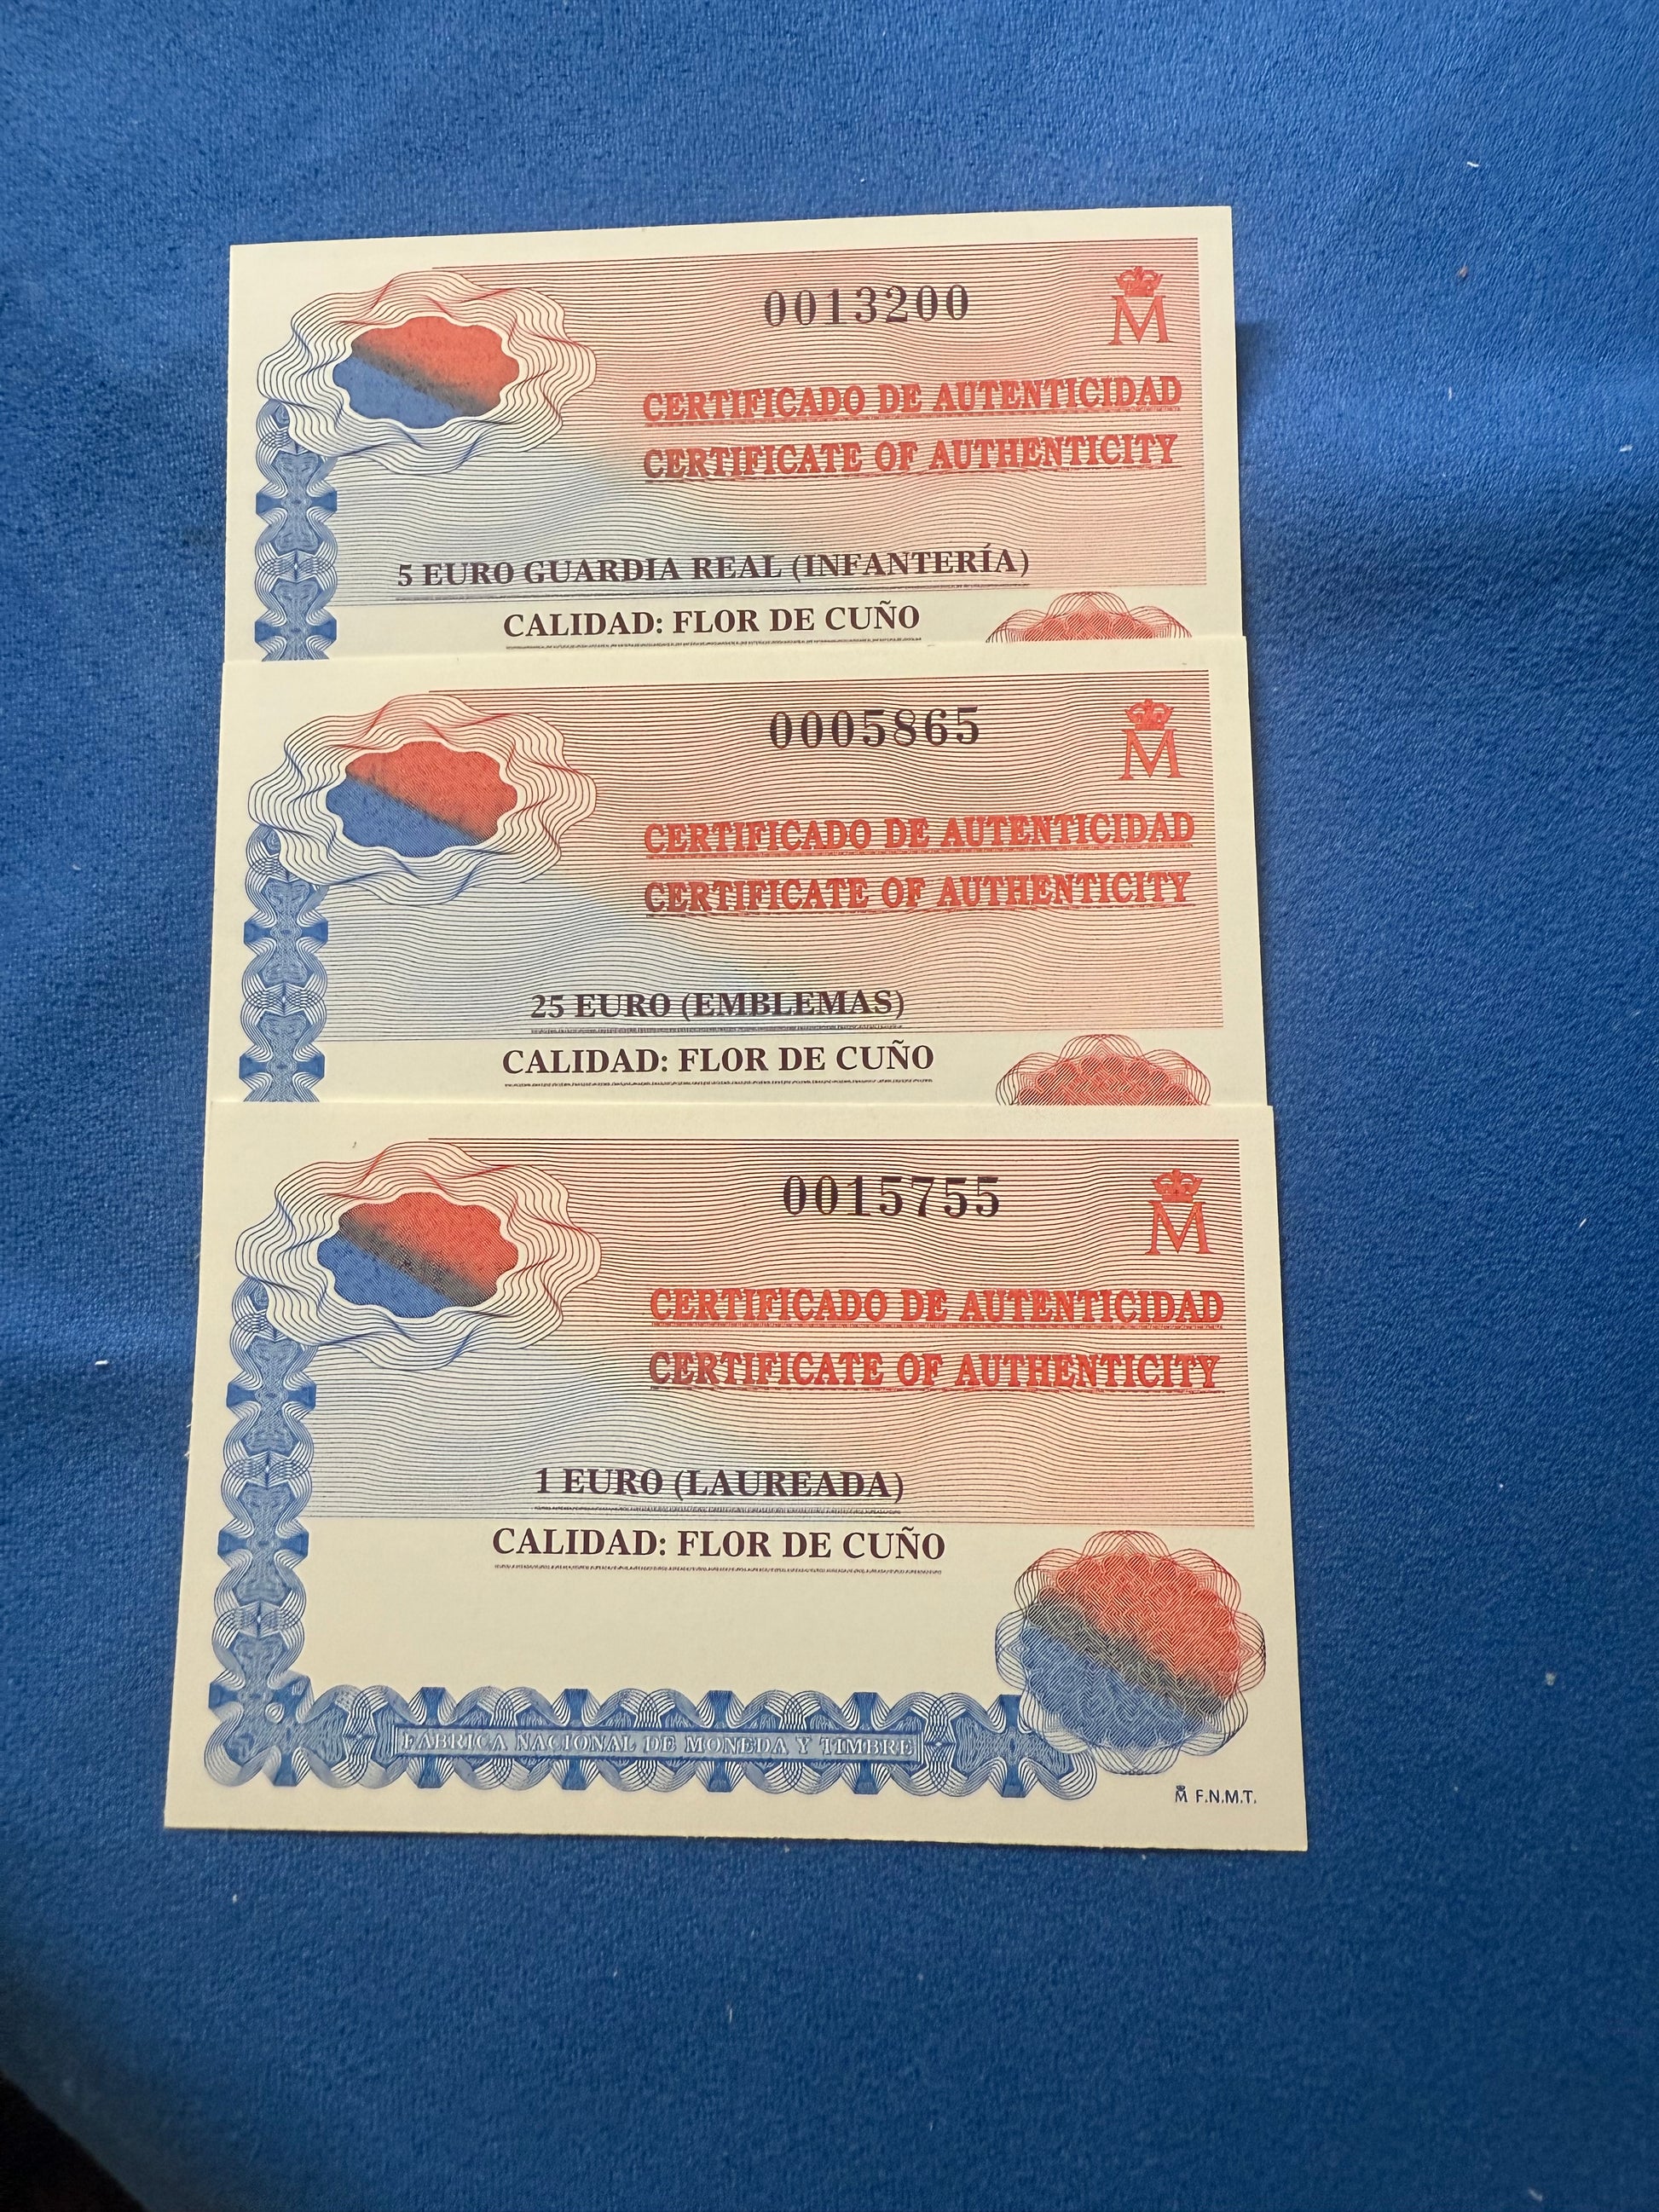 0013200
M
CERTIFICADO DE AUTENTICIDAD
CERTIFICATE OF AUTHENTICITY
5 EURO GUARDIA REAL (INFANTERÍA)
CALIDAD: FLOR DE CUÑO
0005865
M
CERTIFICADO DE AUTENTICIDAD
CERTIFICATE OF AUTHENTICITY
25 EURO (EMBLEMAS)
CALIDAD: FLOR DE CUÑO
0015755
M
CERTIFICADO DE AUTENTICIDAD
CERTIFICATE OF AUTHENTICITY
1 EURO (LAUREADA)
CALIDAD: FLOR DE CUÑO
FÁBRICA NACIONAL DE MONEDA Y TIMBRE
M F.N.M.T.